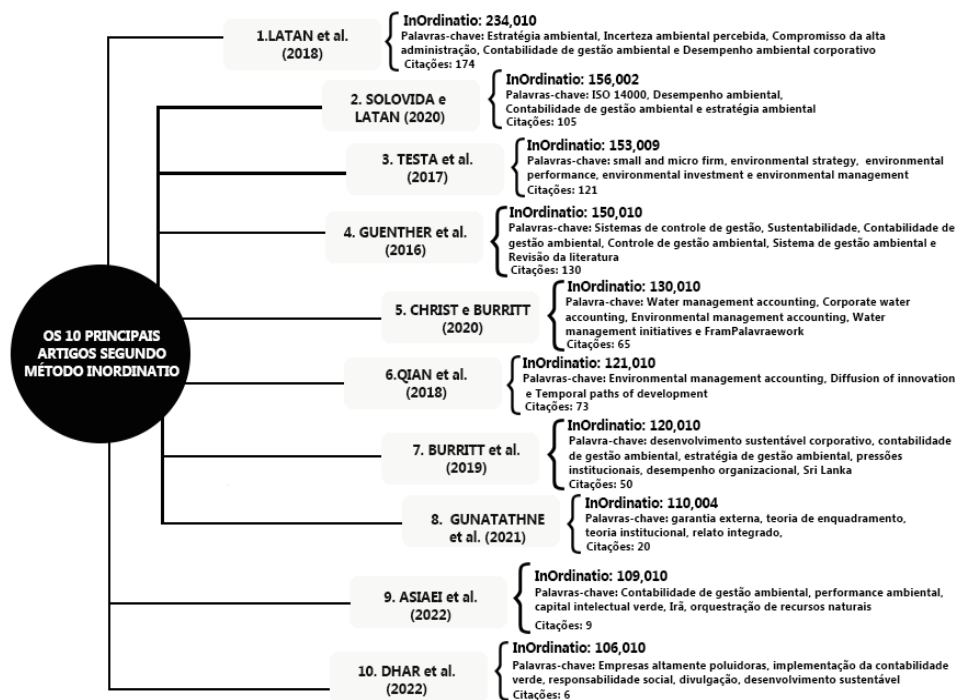 OS 10 PRINCIPAIS
ARTIGOS SEGUNDO
MÉTODO INORDINATIO
1.LATAN et al.
(2018)
InOrdinatio: 234,010
Palavras-chave: Estratégia ambiental, Incerteza ambiental percebida, Compromisso da alta
administração, Contabilidade de gestão ambiental e Desempenho ambiental corporativo
Citações: 174
2. SOLOVIDA e
LATAN (2020)
InOrdinatio: 156,002
Palavras-chave: ISO 14000, Desempenho ambiental,
Contabilidade de gestão ambiental e estratégia ambiental
Citações: 105
3. TESTA et al.
(2017)
InOrdinatio: 153,009
Palavras-chave: small and micro firm, environmental strategy, environmental
performance, environmental investment e environmental management
Citações: 121
4. GUENTHER et al.
(2016)
InOrdinatio: 150,010
Palavras-chave: Sistemas de controle de gestão, Sustentabilidade, Contabilidade de
gestão ambiental, Controle de gestão ambiental, Sistema de gestão ambiental e
Revisão da literatura
Citações: 130
5. CHRIST e BURRITT
(2020)
InOrdinatio: 130,010
Palavra-chave: Water management accounting, Corporate water
accounting, Environmental management accounting, Water
management initiatives e FramPalavraework
Citações: 65
6.QIAN et al.
(2018)
InOrdinatio: 121,010
Palavras-chave: Environmental management accounting, Diffusion of innovation
e Temporal paths of development
Citações: 73
7. BURRITT et al.
(2019)
InOrdinatio: 120,010
Palavra-chave: desenvolvimento sustentável corporativo, contabilidade
de gestão ambiental, estratégia de gestão ambiental, pressões
institucionais, desempenho organizacional, Sri Lanka
Citações: 50
8. GUNATATHNE
et al. (2021)
InOrdinatio: 110,004
Palavras-chave: garantia externa, teoria de enquadramento,
teoria institucional, relato integrado,
Citações: 20
9. ASIAEI et al.
(2022)
InOrdinatio: 109,010
Palavras-chave: Contabilidade de gestão ambiental, performance ambiental,
capital intelectual verde, Irã, orquestração de recursos naturais
Citações: 9
10. DHAR et al.
(2022)
InOrdinatio: 106,010
Palavras-chave: Empresas altamente poluidoras, implementação da contabilidade
verde, responsabilidade social, divulgação, desenvolvimento sustentável
Citações: 6